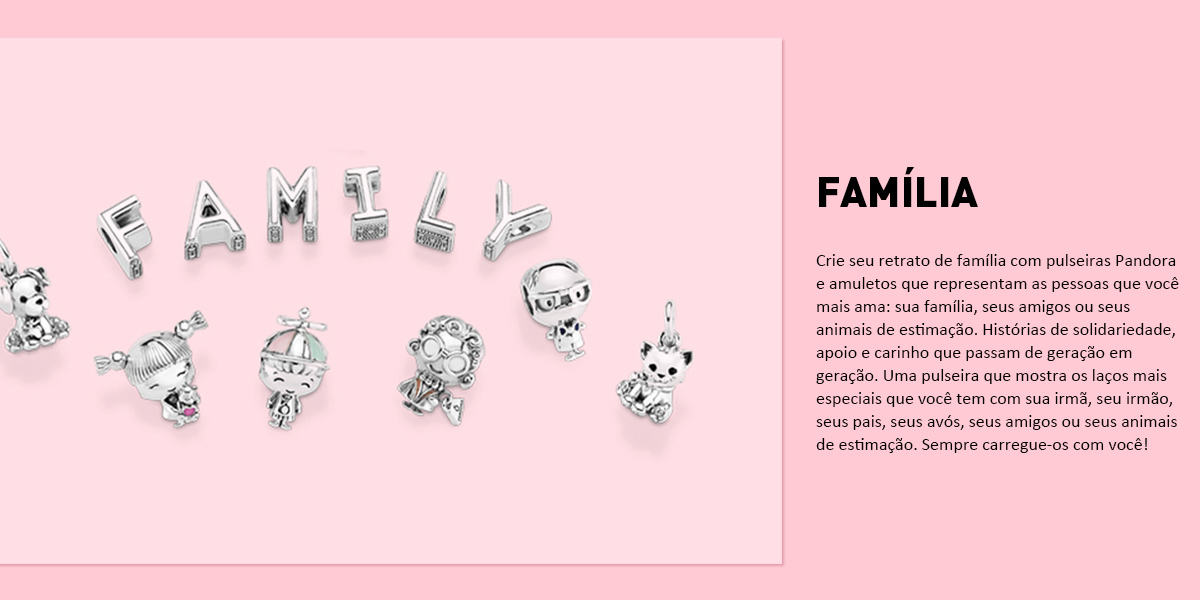 FAMILY
FAMÍLIA
Crie seu retrato de família com pulseiras Pandora
e amuletos que representam as pessoas que você
mais ama: sua família, seus amigos ou seus
animais de estimação. Histórias de solidariedade,
apoio e carinho que passam de geração em
geração. Uma pulseira que mostra os laços mais
especiais que você tem com sua irmã, seu irmão,
seus pais, seus avós, seus amigos ou seus animais
de estimação. Sempre carregue-os com você!